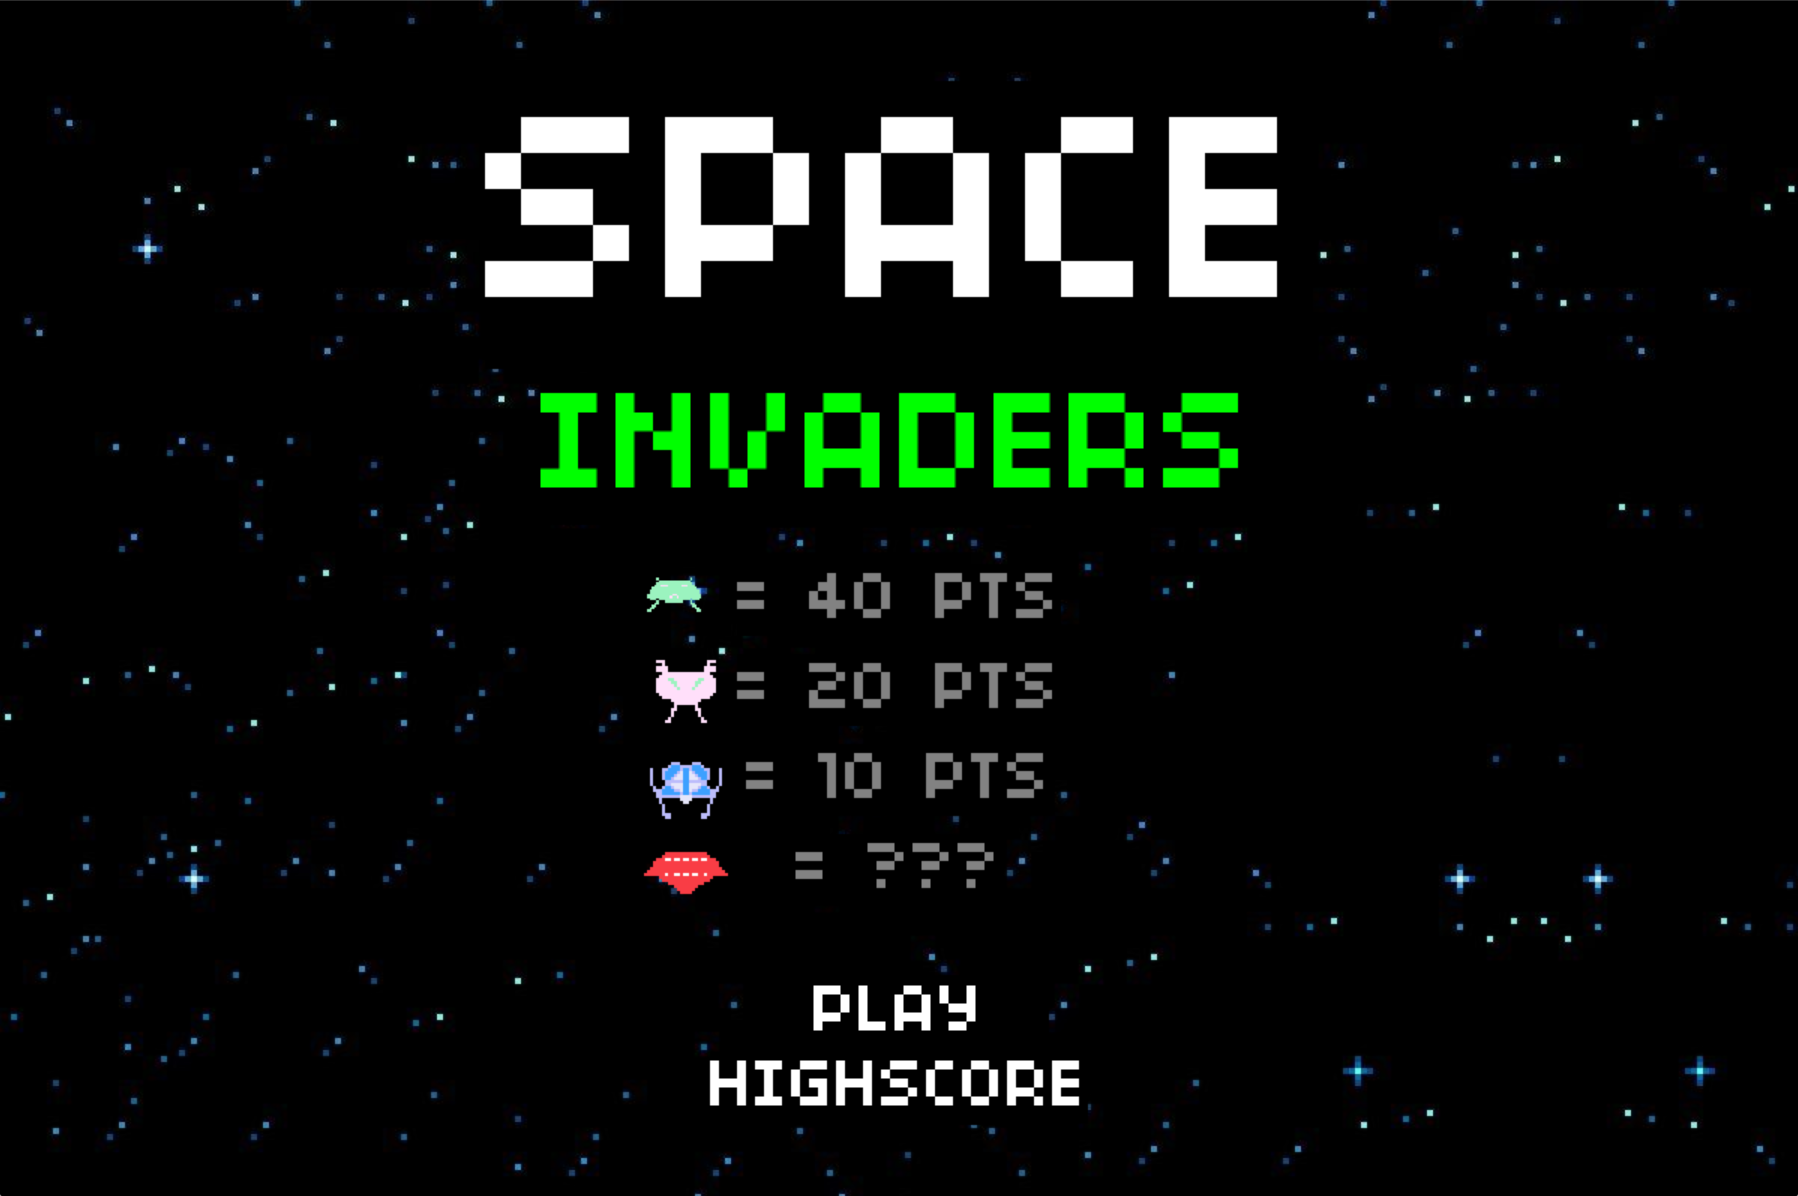 SPACE
INVADERS
= 40 PTS
= 20 PTS
= 10 PTS
= ???
PLAY
HIGHSCORE